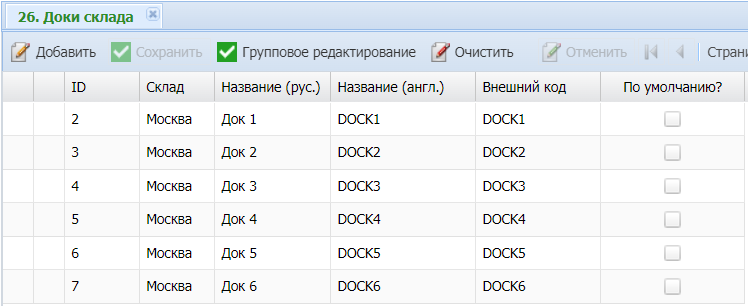 26. Доки склада
Добавить Сохранить Групповое редактирование Очистить Отменить
ID Склад Название (рус.) Название (англ.) Внешний код По умолчанию?
2 Москва Док 1 DOCK1 DOCK1
3 Москва Док 2 DOCK2 DOCK2
4 Москва Док 3 DOCK3 DOCK3
5 Москва Док 4 DOCK4 DOCK4
6 Москва Док 5 DOCK5 DOCK5
7 Москва Док 6 DOCK6 DOCK6